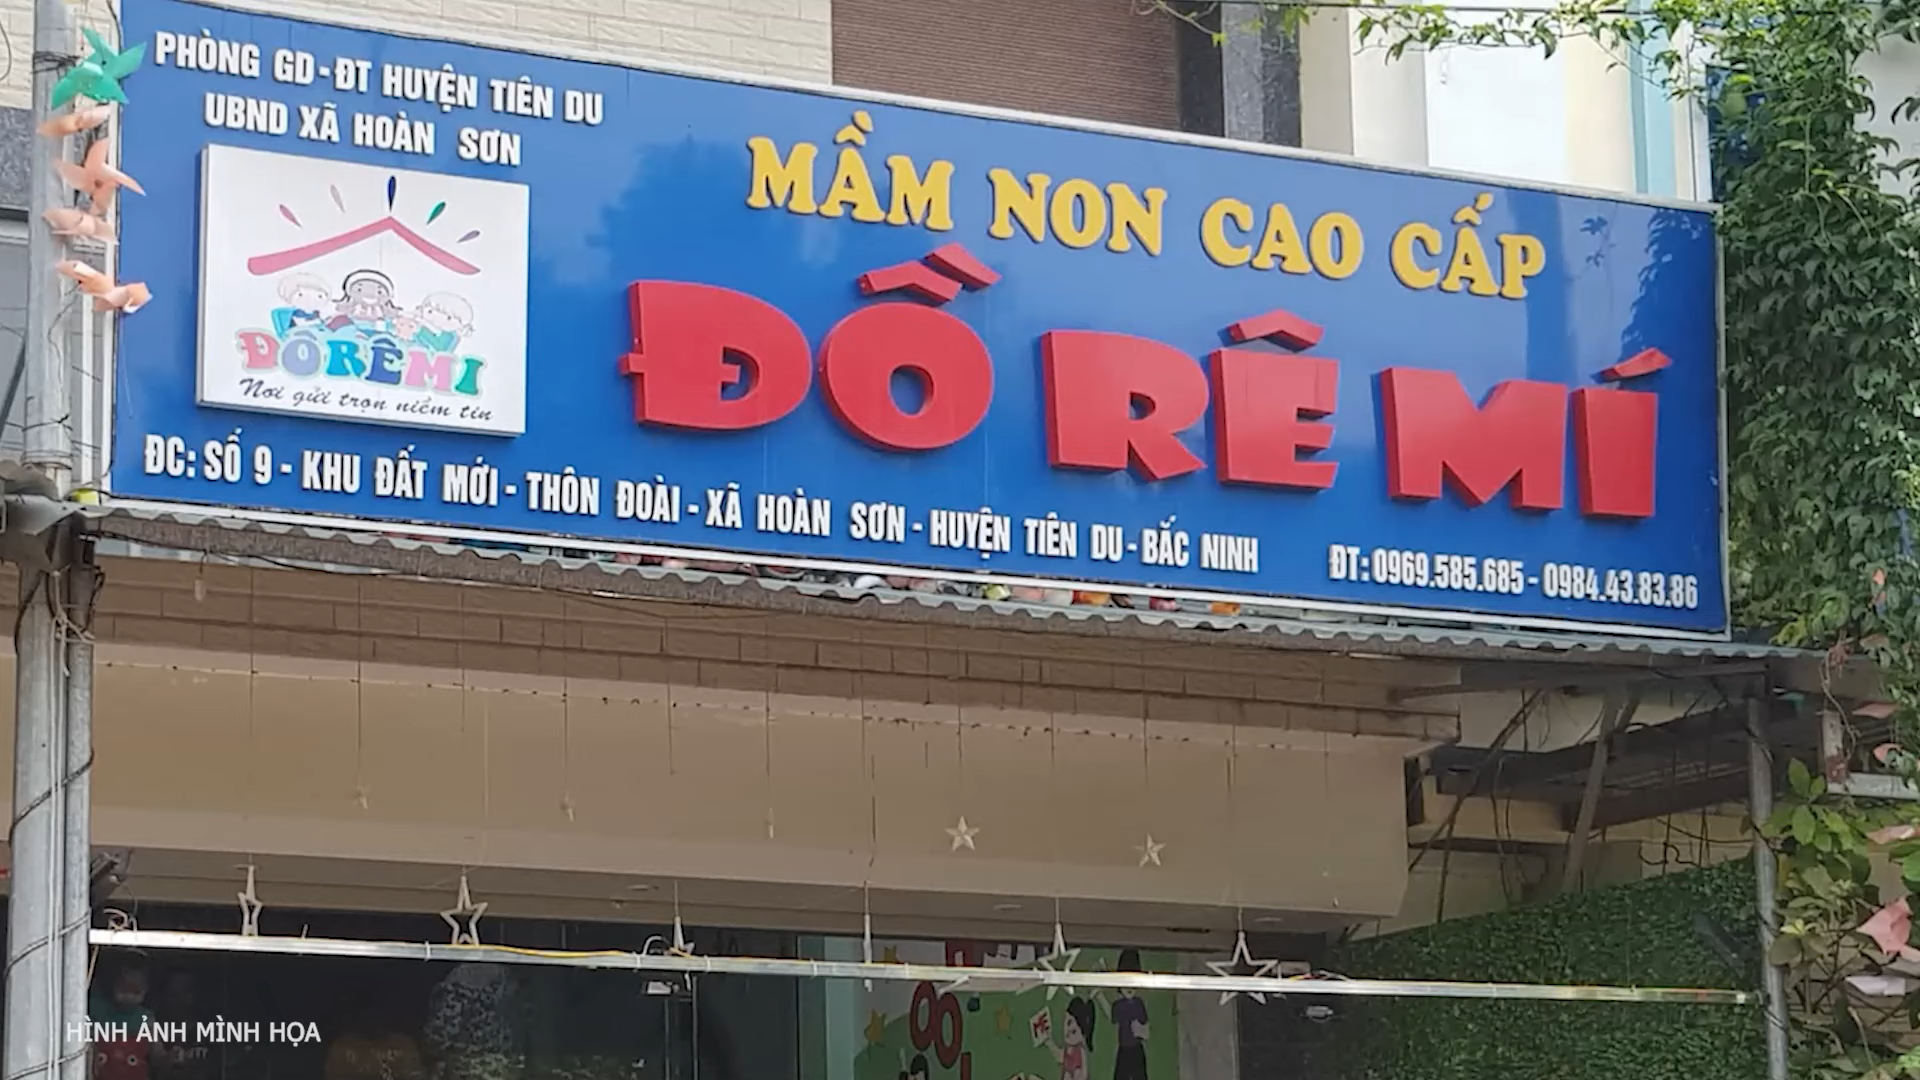 PHÒNG GD-ĐT HUYỆN TIÊN DU
UBND XÃ HOÀN SƠN
ĐÔRÊMI
Nơi gửi trọn niềm tin
MẦM NON CAO CẤP
ĐỒ RÊ MÍ
ĐC: SỐ 9 - KHU ĐẤT MỚI - THÔN ĐOÀI - XÃ HOÀN SƠN - HUYỆN TIÊN DU - BẮC NINH
ĐT: 0969.585.685 - 0984.43.83.86
HÌNH ẢNH MÌNH HỌA